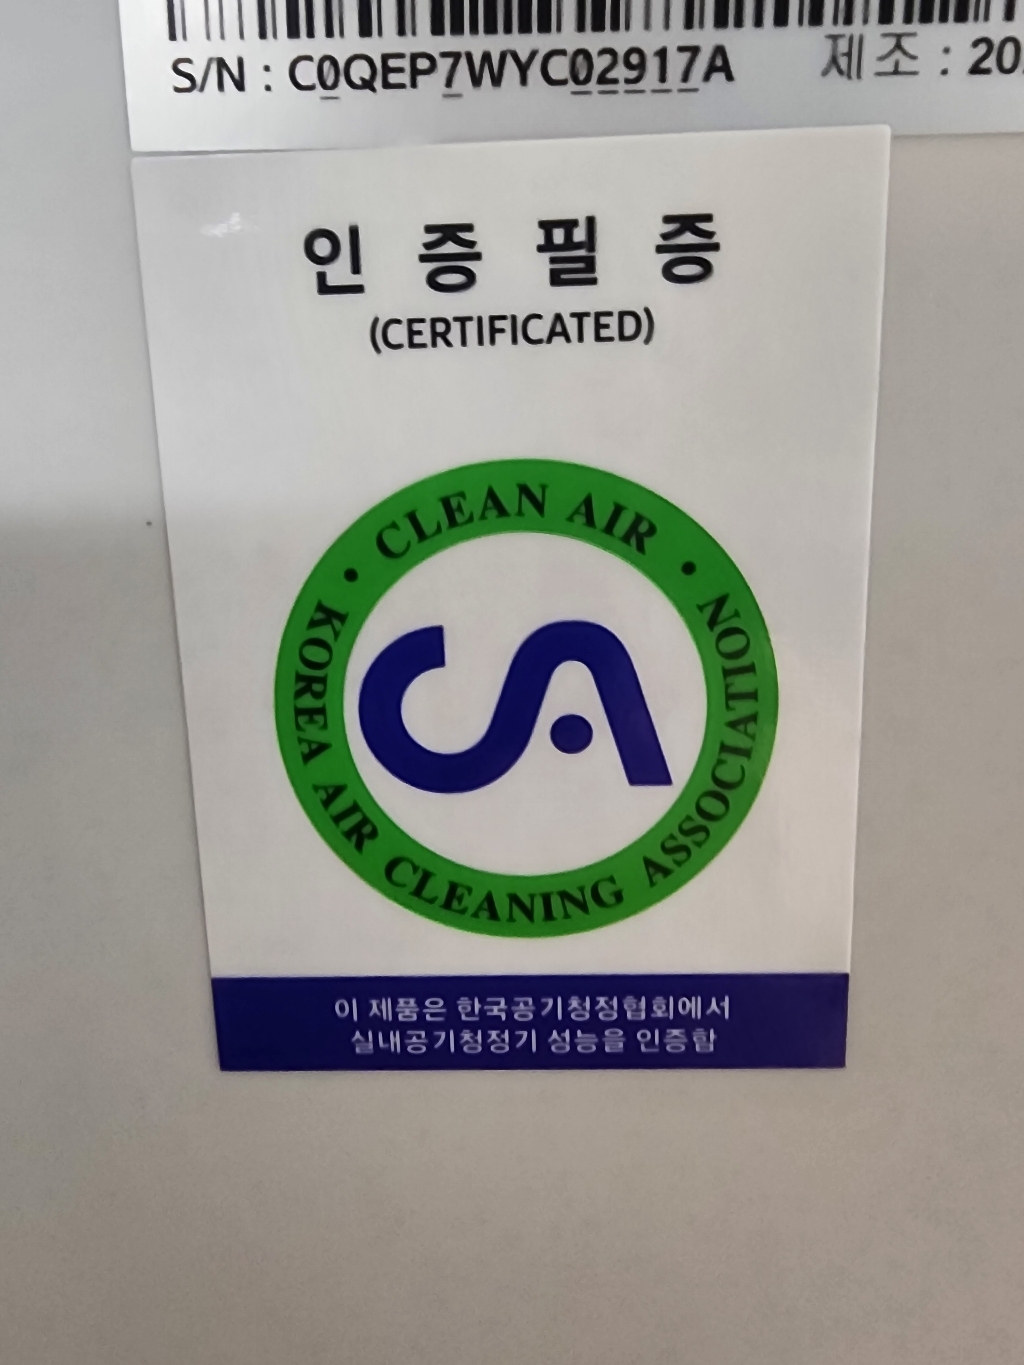 S/N : C0QEP7WYC02917A 제조 : 20
인증필증
(CERTIFICATED)
• CLEAN AIR •
KOREA AIR CLEANING ASSOCIATION
CA
이 제품은 한국공기청정협회에서
실내공기청정기 성능을 인증함